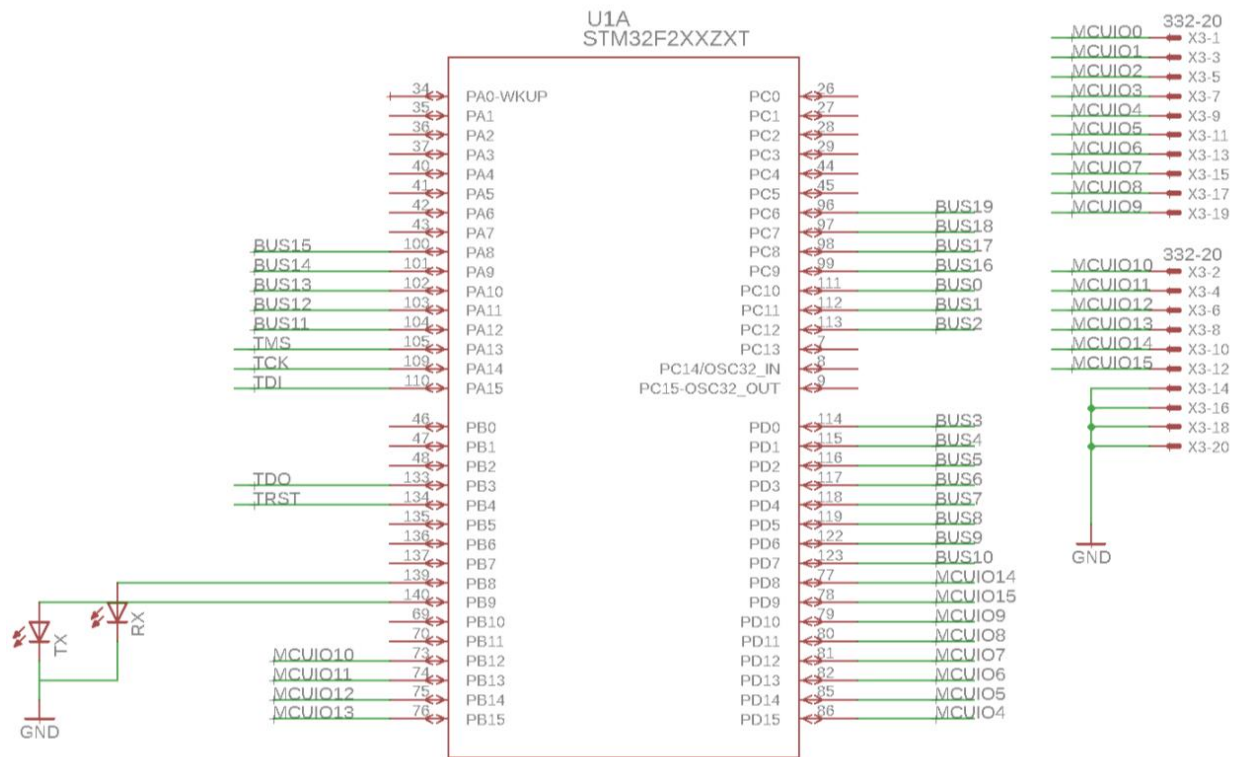 U1A
STM32F2XXZXT
34 PA0-WKUP
35 PA1
36 PA2
37 PA3
40 PA4
41 PA5
42 PA6
43 PA7
BUS15 100 PA8
BUS14 101 PA9
BUS13 102 PA10
BUS12 103 PA11
BUS11 104 PA12
TMS 105 PA13
TCK 109 PA14
TDI 110 PA15
46 PB0
47 PB1
48 PB2
TDO 133 PB3
TRST 134 PB4
135 PB5
136 PB6
137 PB7
139 PB8
140 PB9
69 PB10
70 PB11
MCUIO10 73 PB12
MCUIO11 74 PB13
MCUIO12 75 PB14
MCUIO13 76 PB15
TX
RX
GND
PC0 26
PC1 27
PC2 28
PC3 29
PC4 44
PC5 45
PC6 96 BUS19
PC7 97 BUS18
PC8 98 BUS17
PC9 99 BUS16
PC10 111 BUS0
PC11 112 BUS1
PC12 113 BUS2
PC13 7
PC14/OSC32_IN 8
PC15-OSC32_OUT 9
PD0 114 BUS3
PD1 115 BUS4
PD2 116 BUS5
PD3 117 BUS6
PD4 118 BUS7
PD5 119 BUS8
PD6 122 BUS9
PD7 123 BUS10
PD8 77 MCUIO14
PD9 78 MCUIO15
PD10 79 MCUIO9
PD11 80 MCUIO8
PD12 81 MCUIO7
PD13 82 MCUIO6
PD14 85 MCUIO5
PD15 86 MCUIO4
332-20
MCUIO0 X3-1
MCUIO1 X3-3
MCUIO2 X3-5
MCUIO3 X3-7
MCUIO4 X3-9
MCUIO5 X3-11
MCUIO6 X3-13
MCUIO7 X3-15
MCUIO8 X3-17
MCUIO9 X3-19
332-20
MCUIO10 X3-2
MCUIO11 X3-4
MCUIO12 X3-6
MCUIO13 X3-8
MCUIO14 X3-10
MCUIO15 X3-12
X3-14
X3-16
X3-18
X3-20
GND